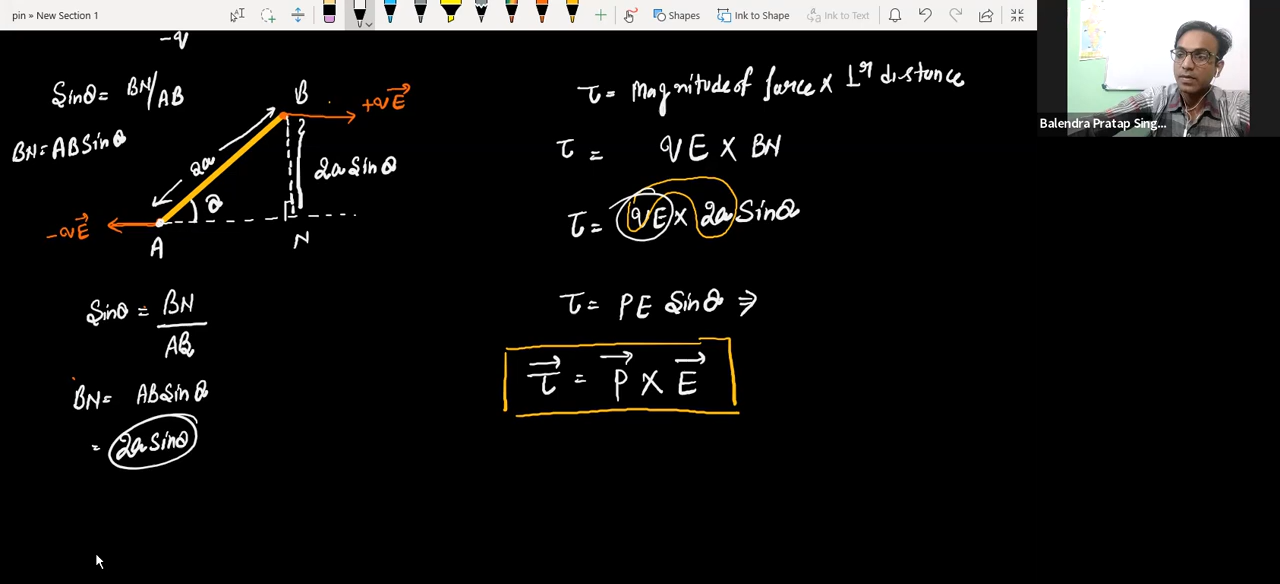 pin » New Section 1
Shapes
Ink to Shape
Ink to Text
Balendra Pratap Sing...
-q
Sinθ = BN/AB
BN = AB Sinθ
B
+qE→
2a
2a Sinθ
θ
-qE→
A
N
Sinθ = BN/AB
BN = AB Sinθ
= 2a Sinθ
τ = Magnitude of force × ⊥r distance
τ = qE × BN
τ = qE × 2a Sinθ
τ = PE Sinθ ⇒
τ→ = P→ × E→